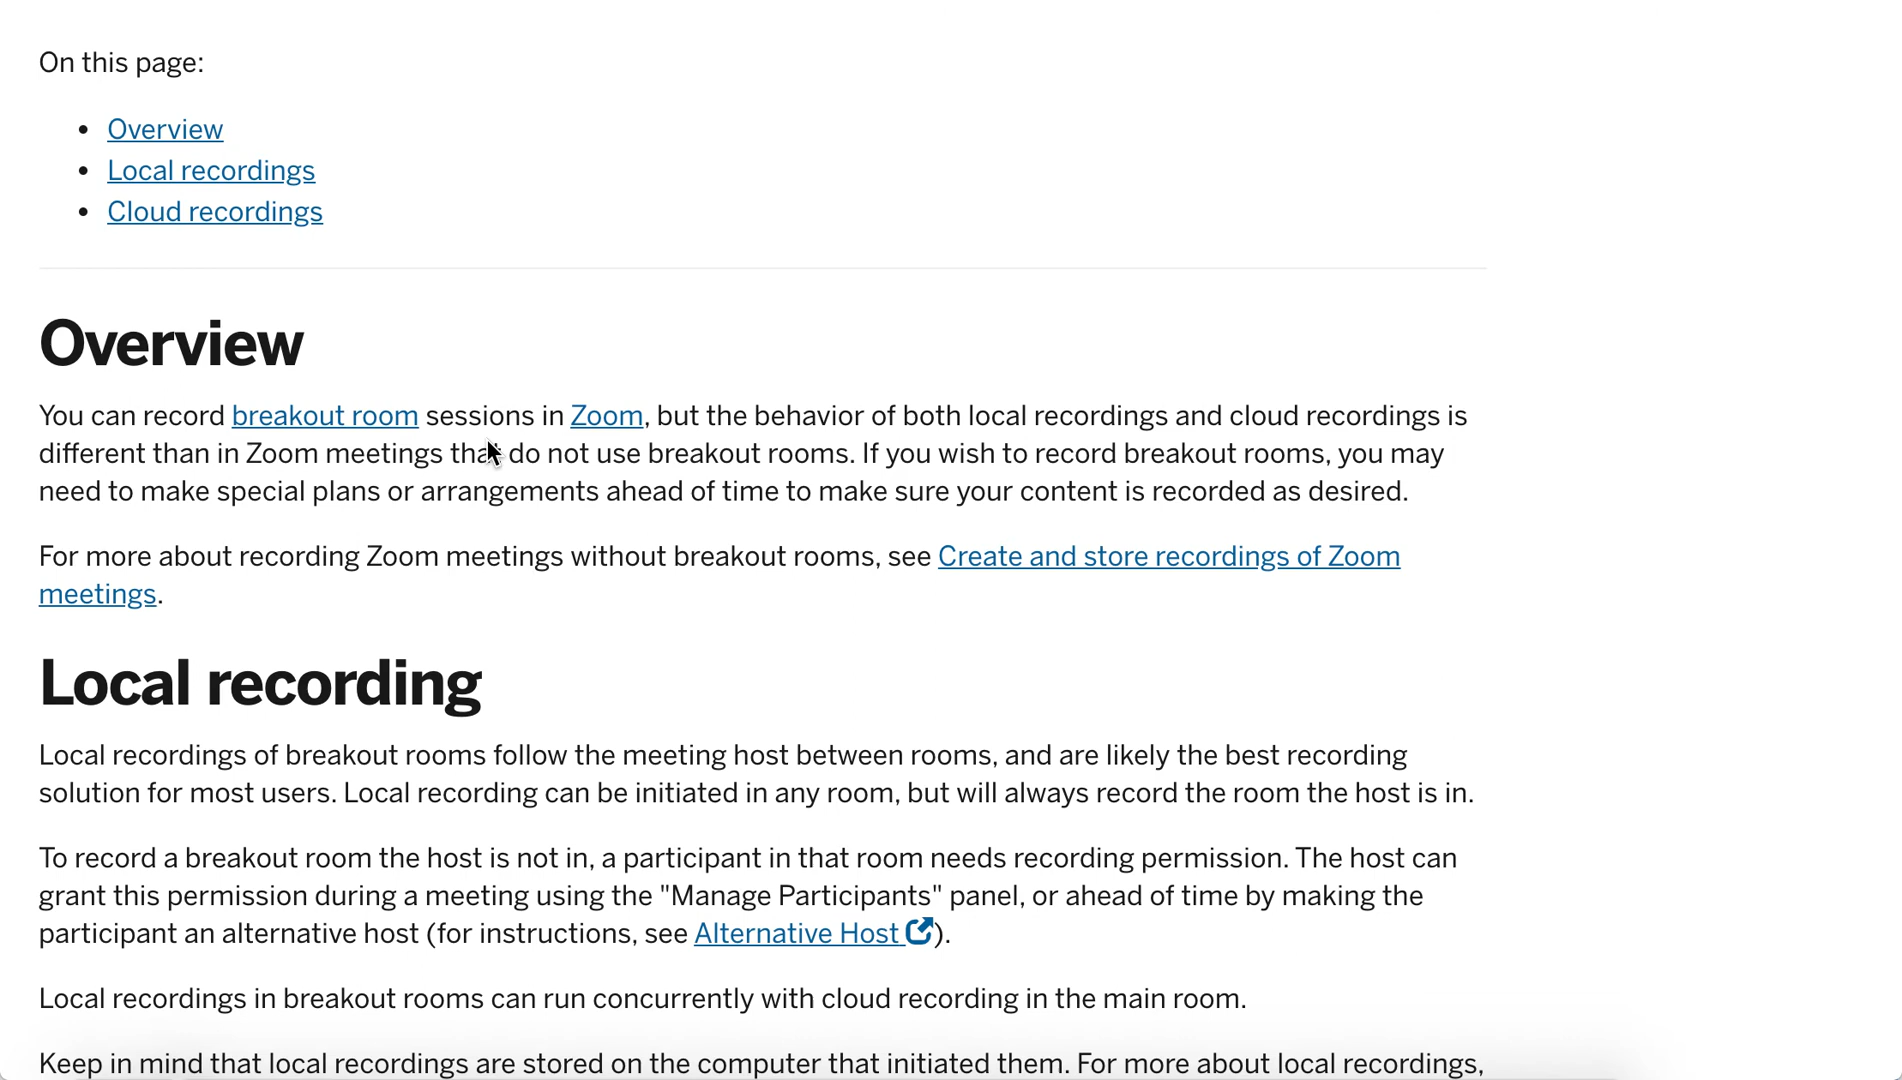 On this page:
Overview
Local recordings
Cloud recordings
Overview
You can record breakout room sessions in Zoom, but the behavior of both local recordings and cloud recordings is
different than in Zoom meetings that do not use breakout rooms. If you wish to record breakout rooms, you may
need to make special plans or arrangements ahead of time to make sure your content is recorded as desired.
For more about recording Zoom meetings without breakout rooms, see Create and store recordings of Zoom
meetings.
Local recording
Local recordings of breakout rooms follow the meeting host between rooms, and are likely the best recording
solution for most users. Local recording can be initiated in any room, but will always record the room the host is in.
To record a breakout room the host is not in, a participant in that room needs recording permission. The host can
grant this permission during a meeting using the "Manage Participants" panel, or ahead of time by making the
participant an alternative host (for instructions, see Alternative Host).
Local recordings in breakout rooms can run concurrently with cloud recording in the main room.
Keep in mind that local recordings are stored on the computer that initiated them. For more about local recordings,